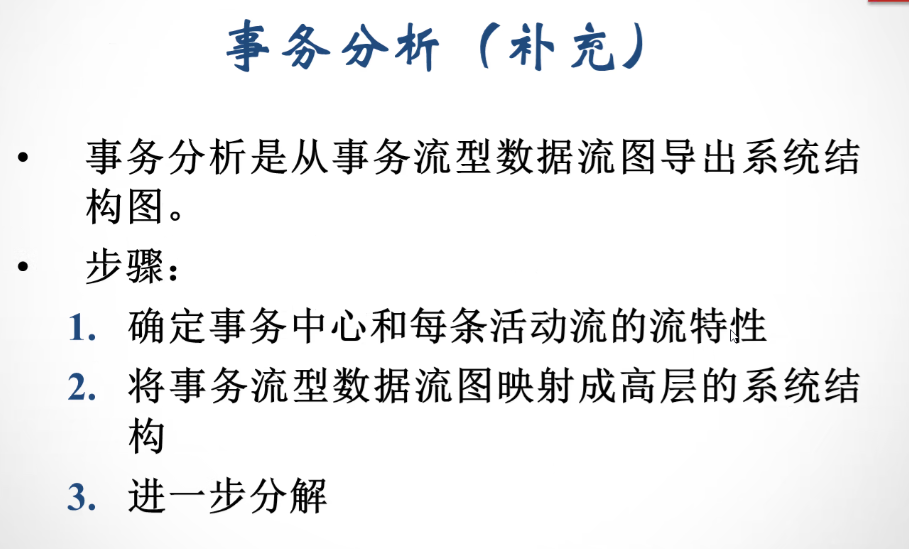 事务分析（补充）
• 事务分析是从事务流型数据流图导出系统结
构图。
• 步骤：
1. 确定事务中心和每条活动流的流特性
2. 将事务流型数据流图映射成高层的系统结
构
3. 进一步分解